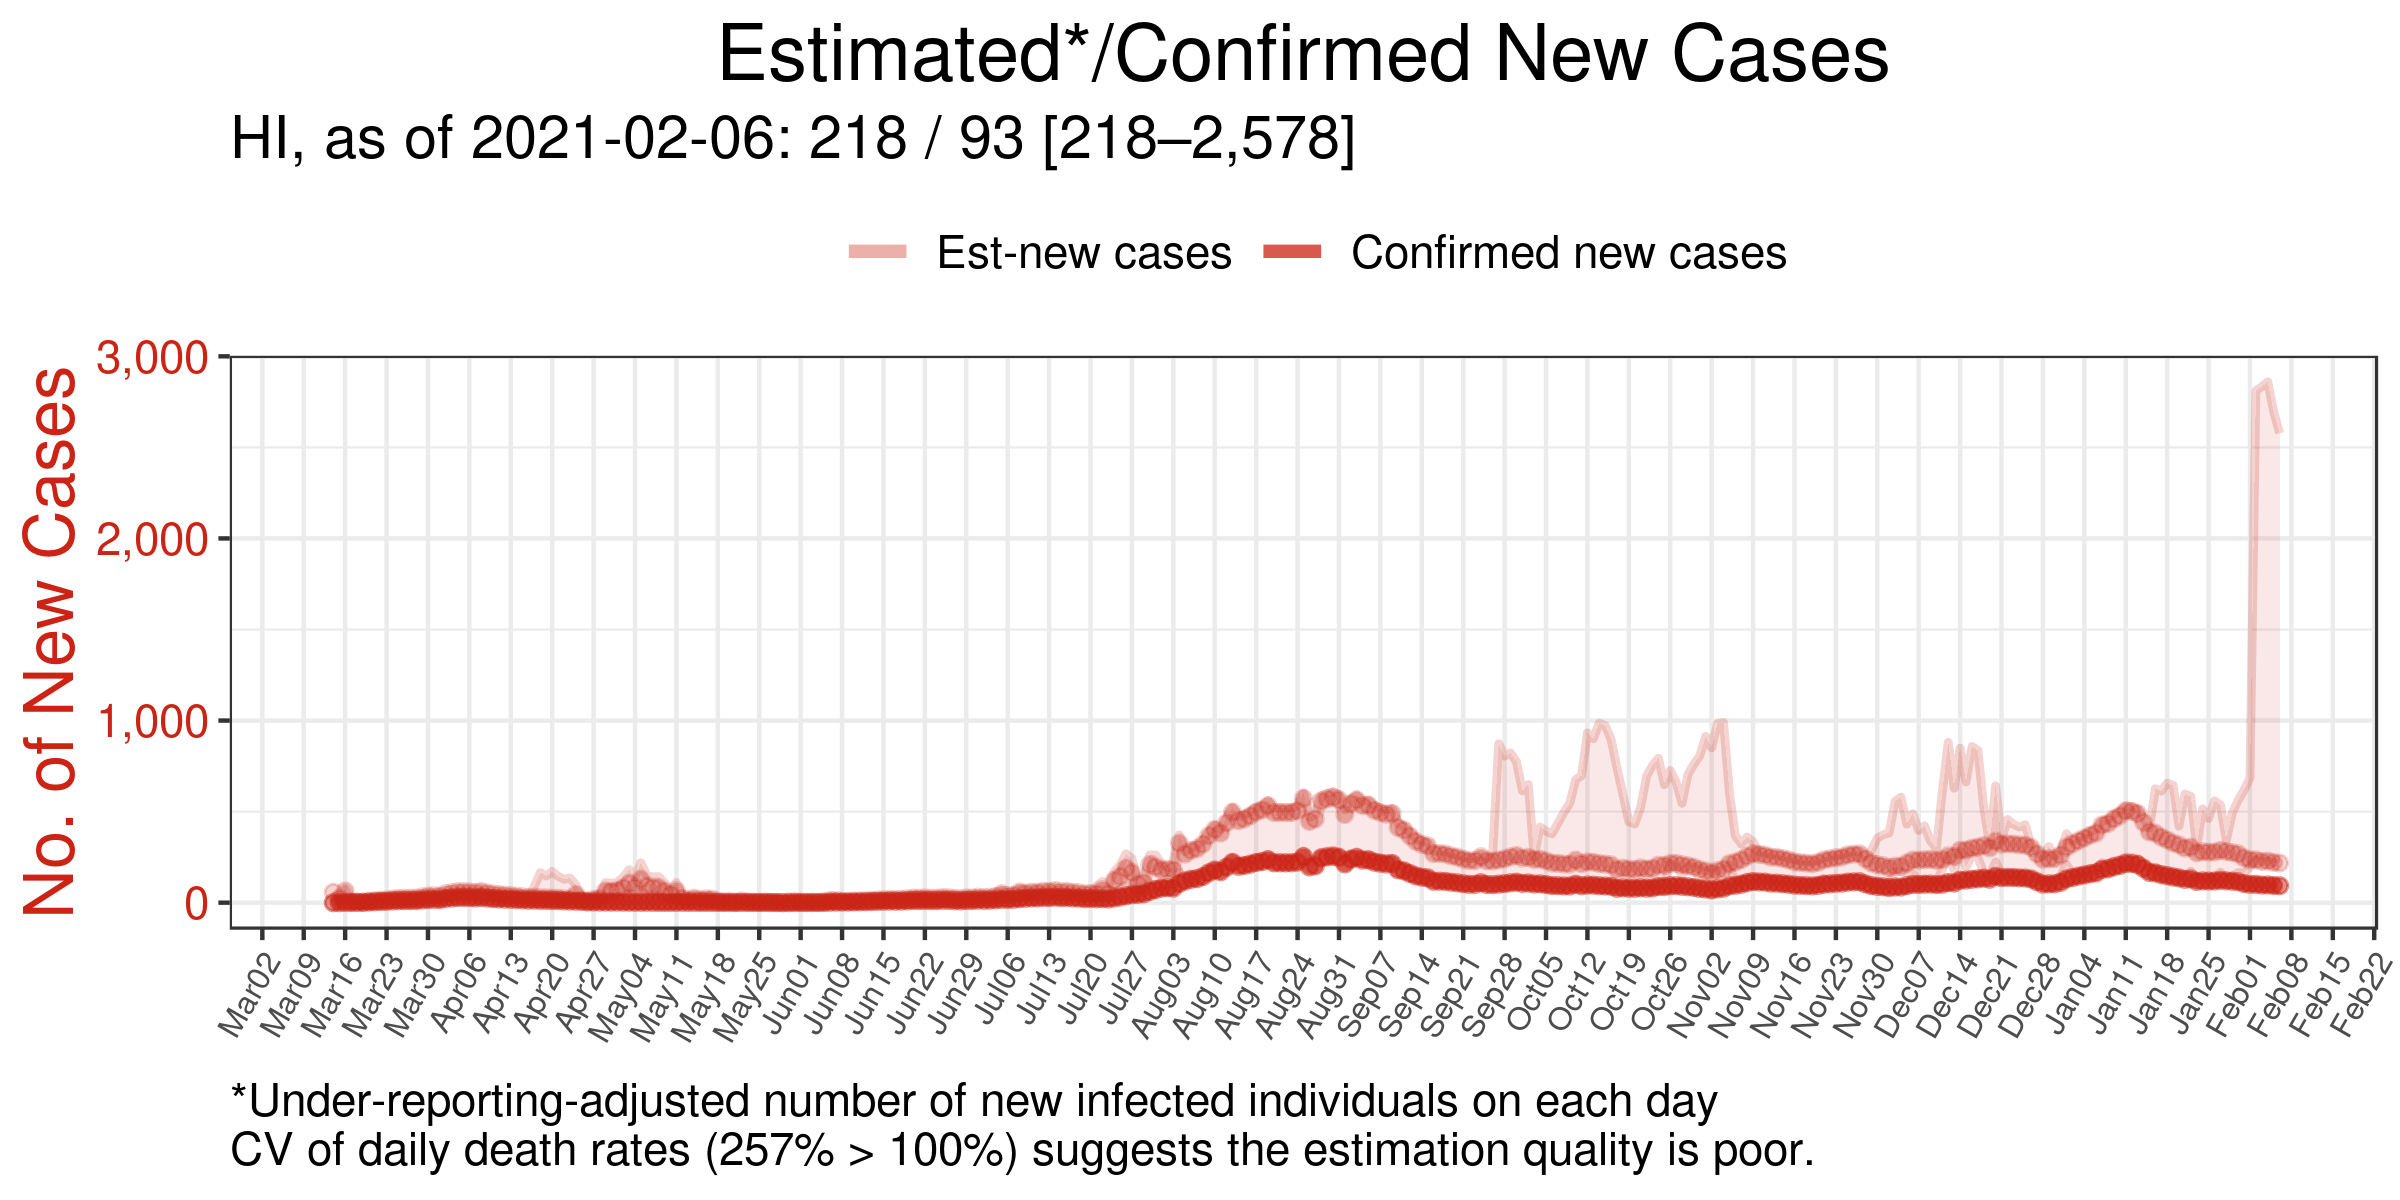 Estimated*/Confirmed New Cases
HI, as of 2021-02-06: 218 / 93 [218–2,578]
Est-new cases Confirmed new cases
No. of New Cases
3,000
2,000
1,000
0
Mar02 Mar09 Mar16 Mar23 Mar30 Apr06 Apr13 Apr20 Apr27 May04 May11 May18 May25 Jun01 Jun08 Jun15 Jun22 Jun29 Jul06 Jul13 Jul20 Jul27 Aug03 Aug10 Aug17 Aug24 Aug31 Sep07 Sep14 Sep21 Sep28 Oct05 Oct12 Oct19 Oct26 Nov02 Nov09 Nov16 Nov23 Nov30 Dec07 Dec14 Dec21 Dec28 Jan04 Jan11 Jan18 Jan25 Feb01 Feb08 Feb15 Feb22
*Under-reporting-adjusted number of new infected individuals on each day
CV of daily death rates (257% > 100%) suggests the estimation quality is poor.